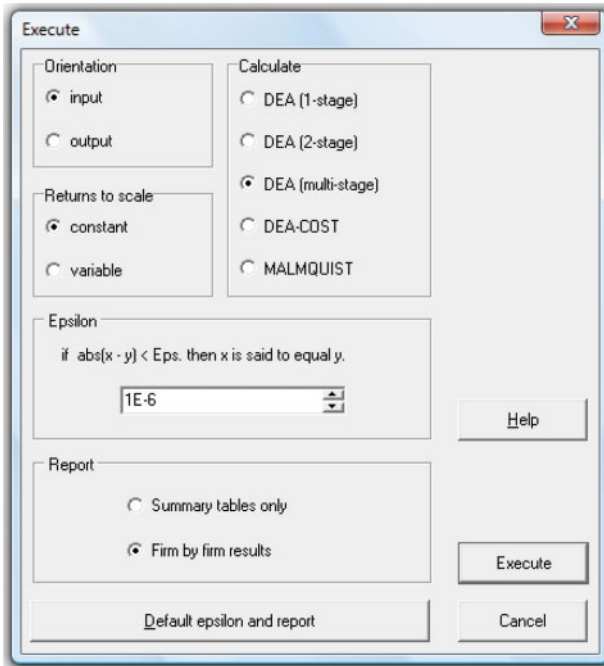 Execute
Orientation
input
output
Returns to scale
constant
variable
Calculate
DEA (1-stage)
DEA (2-stage)
DEA (multi-stage)
DEA-COST
MALMQUIST
Epsilon
if abs(x - y) < Eps. then x is said to equal y.
1E-6
Help
Report
Summary tables only
Firm by firm results
Execute
Default epsilon and report
Cancel